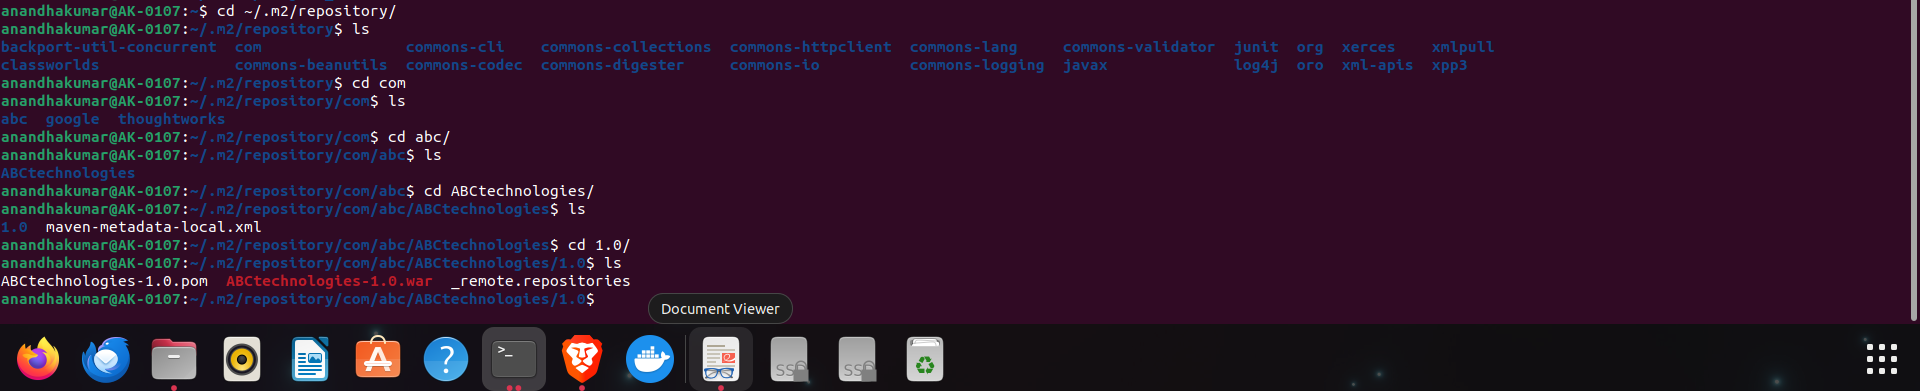 anandhakumar@AK-0107:~$ cd ~/.m2/repository/
anandhakumar@AK-0107:~/.m2/repository$ ls
backport-util-concurrent com commons-cli commons-collections commons-httpclient commons-lang commons-validator junit org xerces xmlpull
classworlds commons-beanutils commons-codec commons-digester commons-io commons-logging javax log4j oro xml-apis xpp3
anandhakumar@AK-0107:~/.m2/repository$ cd com
anandhakumar@AK-0107:~/.m2/repository/com$ ls
abc google thoughtworks
anandhakumar@AK-0107:~/.m2/repository/com$ cd abc/
anandhakumar@AK-0107:~/.m2/repository/com/abc$ ls
ABCtechnologies
anandhakumar@AK-0107:~/.m2/repository/com/abc$ cd ABCtechnologies/
anandhakumar@AK-0107:~/.m2/repository/com/abc/ABCtechnologies$ ls
1.0 maven-metadata-local.xml
anandhakumar@AK-0107:~/.m2/repository/com/abc/ABCtechnologies$ cd 1.0/
anandhakumar@AK-0107:~/.m2/repository/com/abc/ABCtechnologies/1.0$ ls
ABCtechnologies-1.0.pom ABCtechnologies-1.0.war _remote.repositories
anandhakumar@AK-0107:~/.m2/repository/com/abc/ABCtechnologies/1.0$
Document Viewer
>_
?
SS
SS